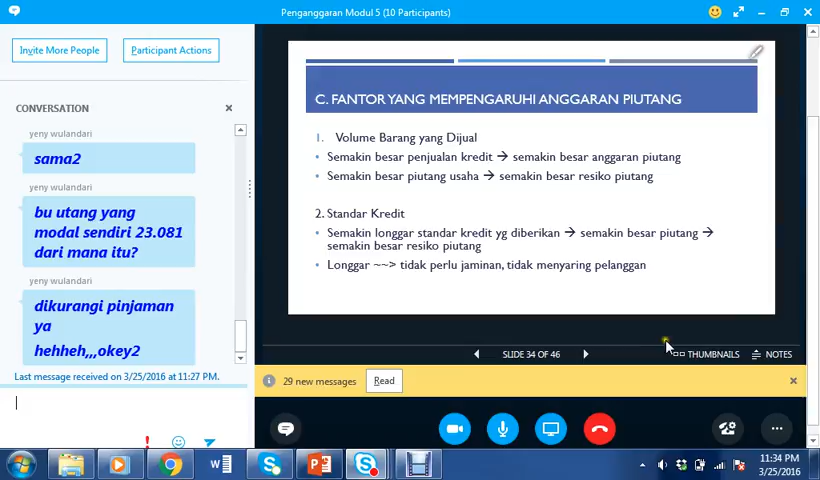 Penganggaran Modul 5 (10 Participants)
Invite More People
Participant Actions
CONVERSATION
yeny wulandari
sama2
yeny wulandari
bu utang yang
modal sendiri 23.081
dari mana itu?
yeny wulandari
dikurangi pinjaman
ya
hehheh,,,okey2
Last message received on 3/25/2016 at 11:27 PM.
C. FANTOR YANG MEMPENGARUHI ANGGARAN PIUTANG
1. Volume Barang yang Dijual
• Semakin besar penjualan kredit → semakin besar anggaran piutang
• Semakin besar piutang usaha → semakin besar resiko piutang
2. Standar Kredit
• Semakin longgar standar kredit yg diberikan → semakin besar piutang →
semakin besar resiko piutang
• Longgar ~~> tidak perlu jaminan, tidak menyaring pelanggan
SLIDE 34 OF 46
THUMBNAILS
NOTES
29 new messages
Read
11:34 PM
3/25/2016